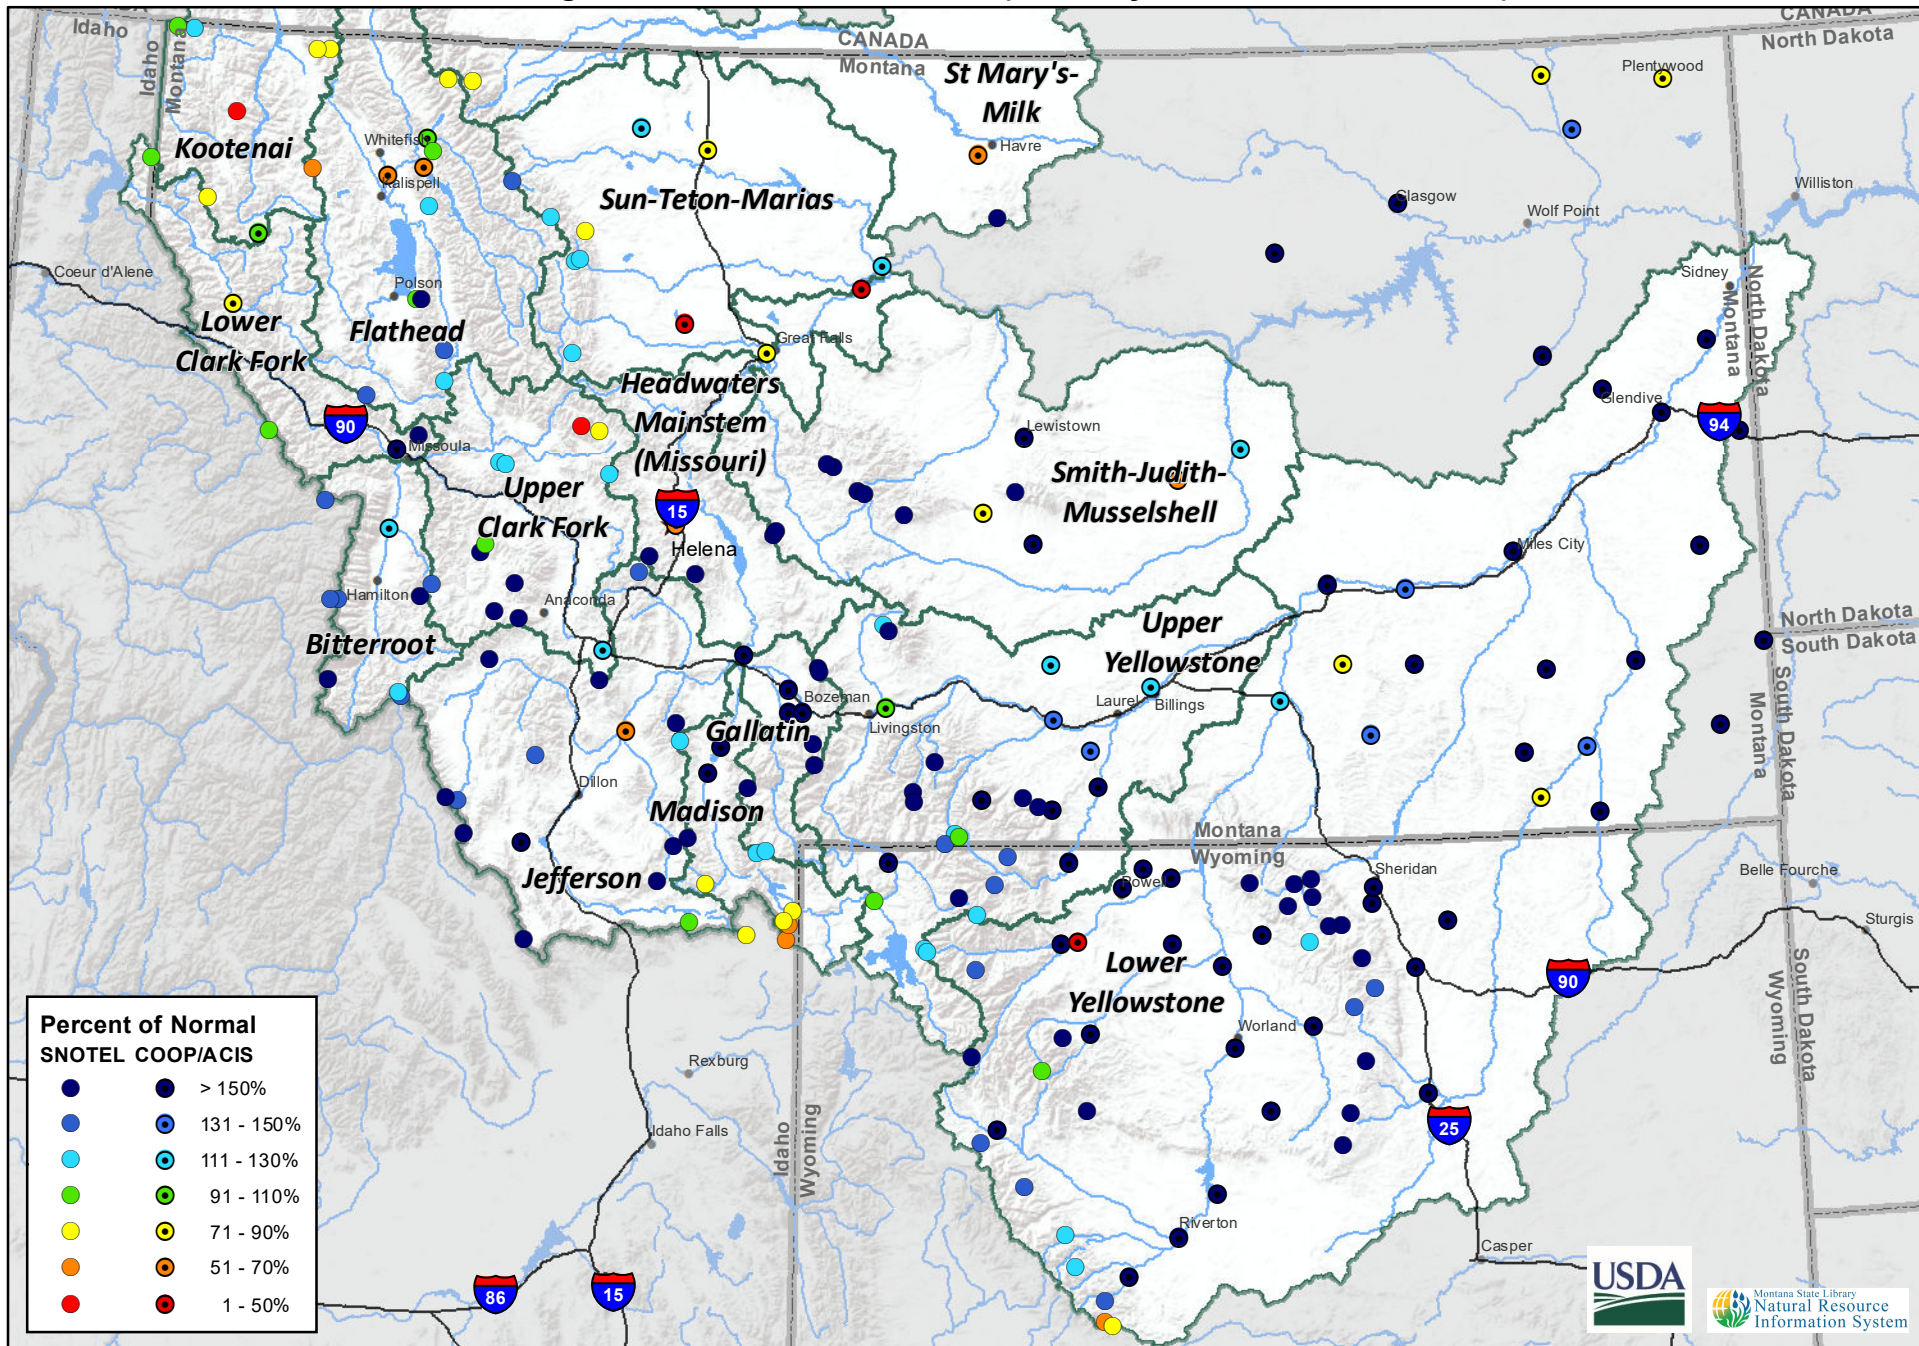 CANADA
Idaho
Idaho
Montana
CANADA
Montana
CANADA
North Dakota
St Mary's-
Milk
Havre
Plentywood
Kootenai
Whitefish
Kalispell
Sun-Teton-Marias
Glasgow
Wolf Point
Williston
Coeur d'Alene
Polson
Sidney
Montana
North Dakota
Lower
Clark Fork
Flathead
Great Falls
Headwaters
Mainstem
(Missouri)
Glendive
94
90
Missoula
Lewistown
Smith-Judith-
Musselshell
Upper
Clark Fork
15
Helena
Miles City
Hamilton
Anaconda
Bitterroot
Upper
Yellowstone
North Dakota
South Dakota
Bozeman
Livingston
Laurel
Billings
Gallatin
Montana
South Dakota
Dillon
Madison
Montana
Wyoming
Jefferson
Powell
Sheridan
Belle Fourche
Sturgis
Lower
Yellowstone
90
Wyoming
South Dakota
Worland
Percent of Normal
SNOTEL COOP/ACIS
> 150%
131 - 150%
111 - 130%
91 - 110%
71 - 90%
51 - 70%
1 - 50%
Rexburg
Idaho Falls
Idaho
Wyoming
25
Riverton
Casper
86
15
USDA
Montana State Library
Natural Resource
Information System